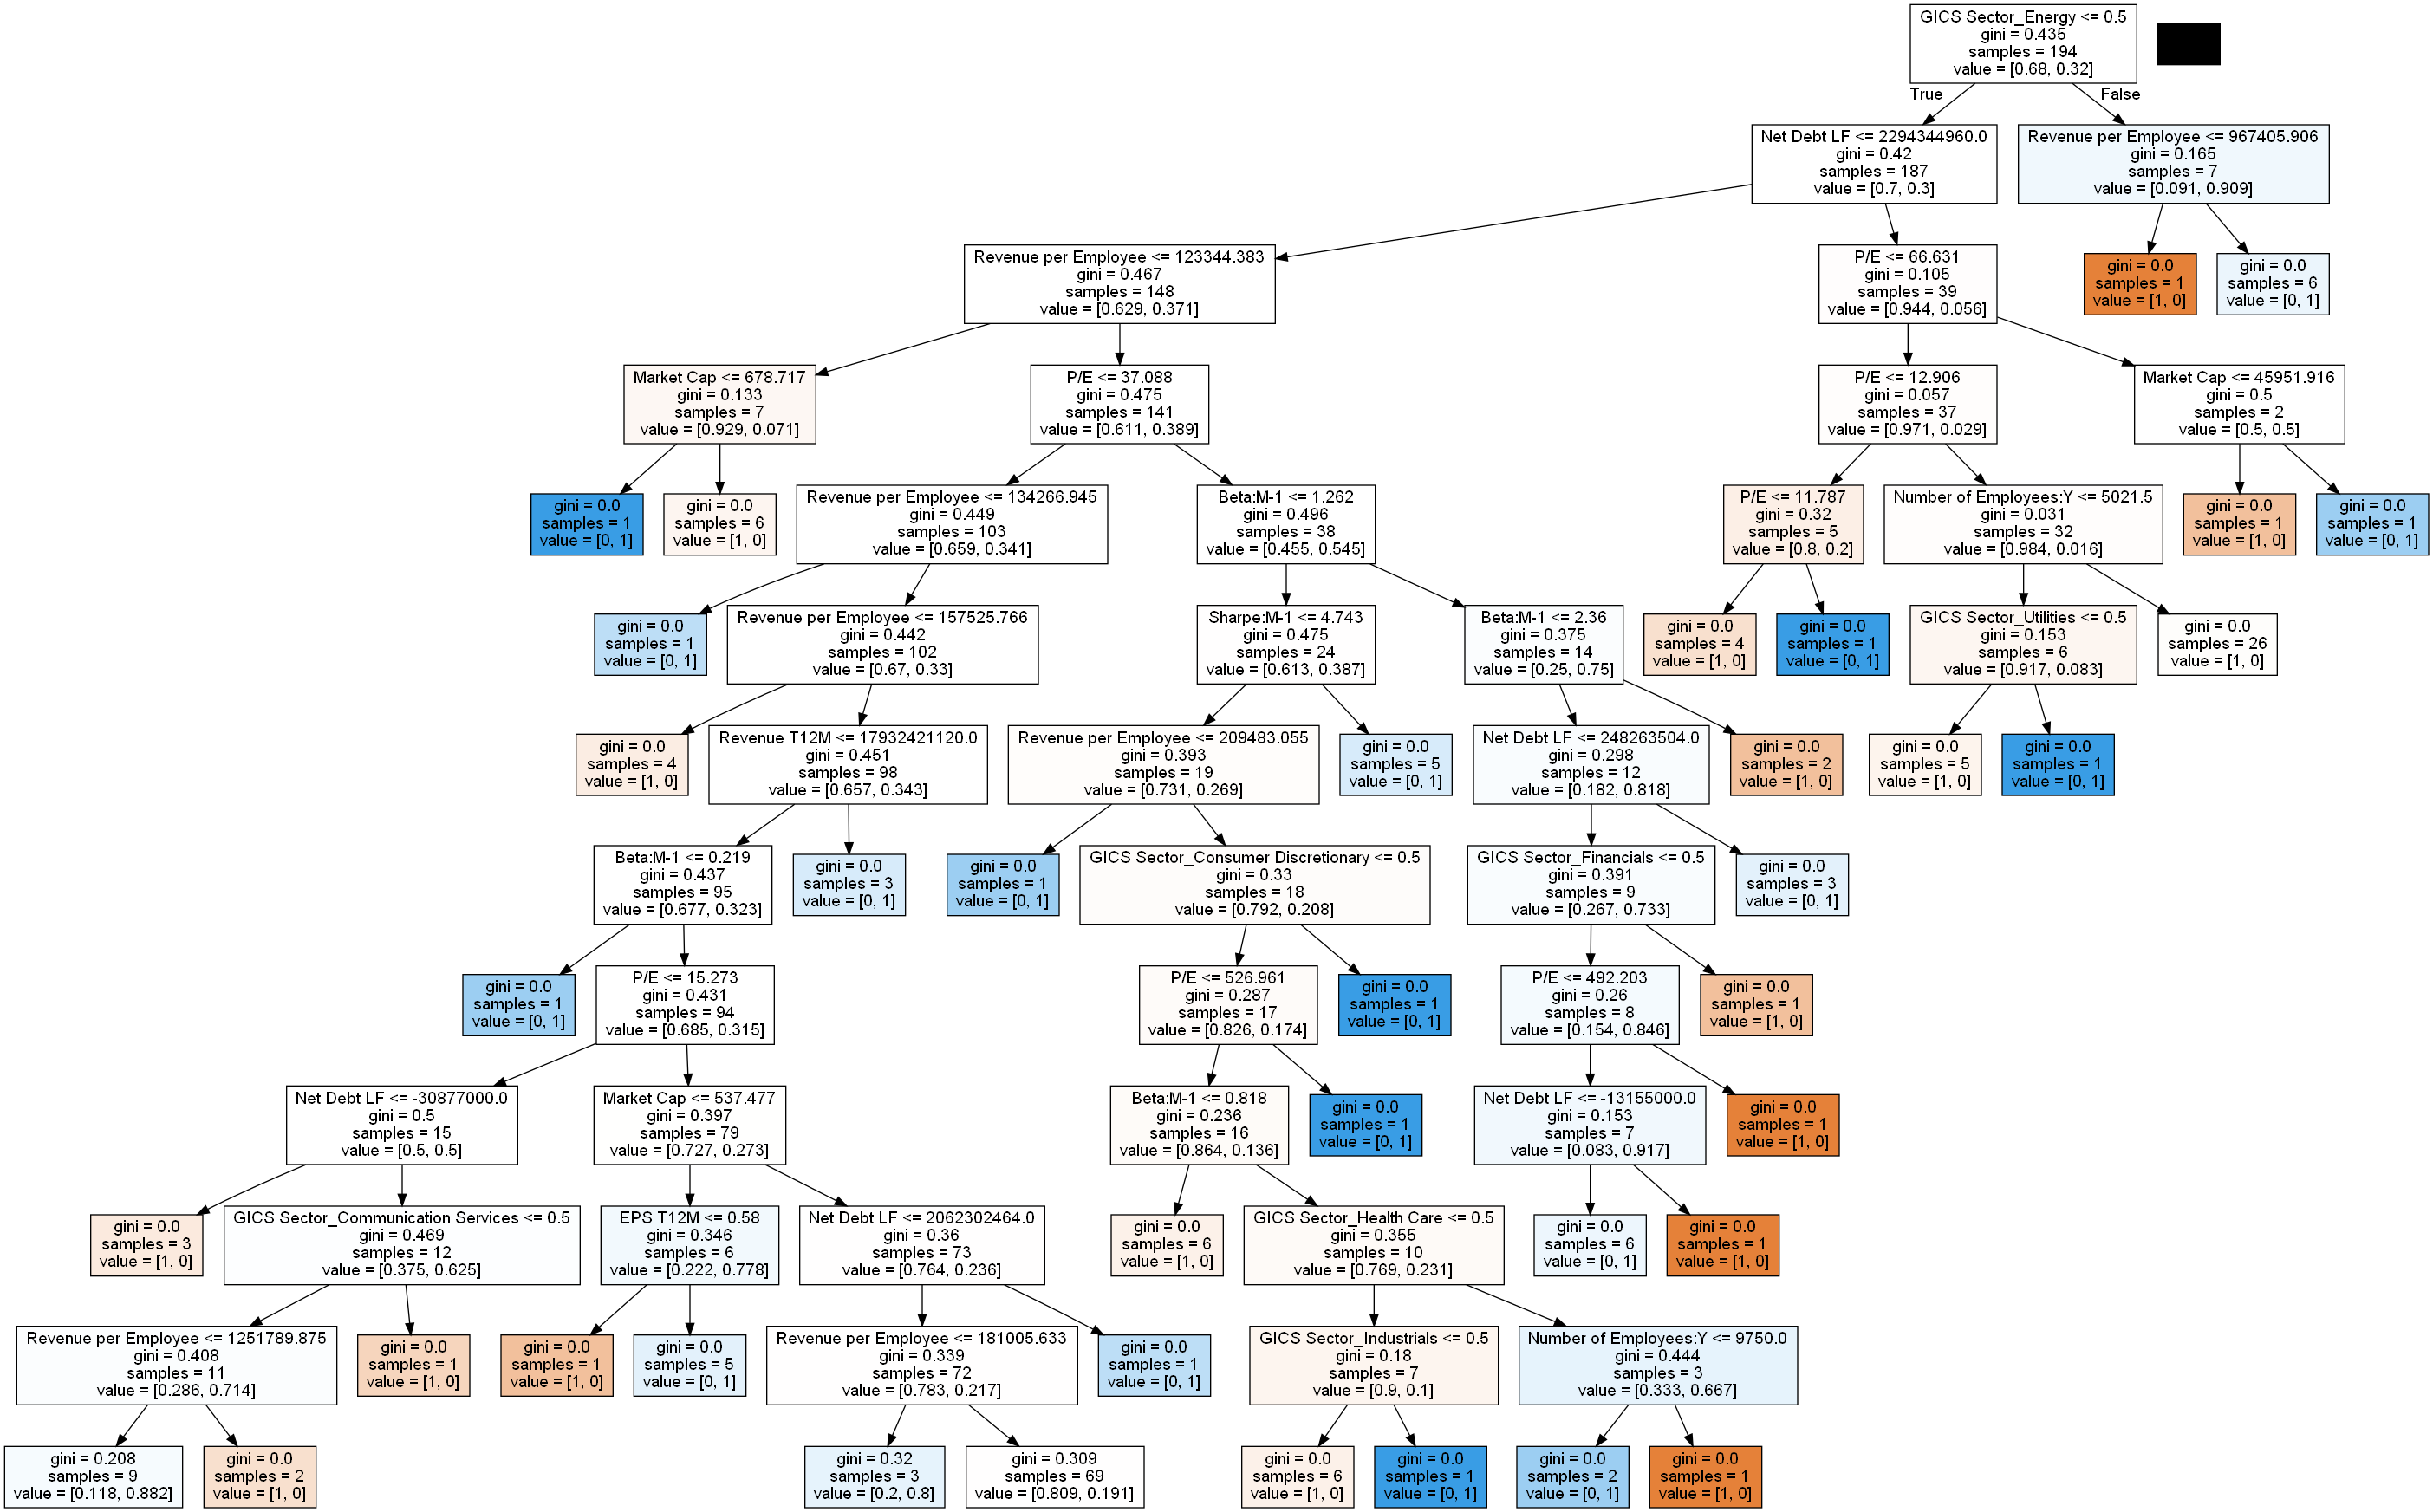 GICS Sector_Energy <= 0.5
gini = 0.435
samples = 194
value = [0.68, 0.32]
True
False
Net Debt LF <= 2294344960.0
gini = 0.42
samples = 187
value = [0.7, 0.3]
Revenue per Employee <= 967405.906
gini = 0.165
samples = 7
value = [0.091, 0.909]
Revenue per Employee <= 123344.383
gini = 0.467
samples = 148
value = [0.629, 0.371]
P/E <= 66.631
gini = 0.105
samples = 39
value = [0.944, 0.056]
gini = 0.0
samples = 1
value = [1, 0]
gini = 0.0
samples = 6
value = [0, 1]
Market Cap <= 678.717
gini = 0.133
samples = 7
value = [0.929, 0.071]
P/E <= 37.088
gini = 0.475
samples = 141
value = [0.611, 0.389]
P/E <= 12.906
gini = 0.057
samples = 37
value = [0.971, 0.029]
Market Cap <= 45951.916
gini = 0.5
samples = 2
value = [0.5, 0.5]
gini = 0.0
samples = 1
value = [0, 1]
gini = 0.0
samples = 6
value = [1, 0]
Revenue per Employee <= 134266.945
gini = 0.449
samples = 103
value = [0.659, 0.341]
Beta:M-1 <= 1.262
gini = 0.496
samples = 38
value = [0.455, 0.545]
P/E <= 11.787
gini = 0.32
samples = 5
value = [0.8, 0.2]
Number of Employees:Y <= 5021.5
gini = 0.031
samples = 32
value = [0.984, 0.016]
gini = 0.0
samples = 1
value = [1, 0]
gini = 0.0
samples = 1
value = [0, 1]
gini = 0.0
samples = 1
value = [0, 1]
Revenue per Employee <= 157525.766
gini = 0.442
samples = 102
value = [0.67, 0.33]
Sharpe:M-1 <= 4.743
gini = 0.475
samples = 24
value = [0.613, 0.387]
Beta:M-1 <= 2.36
gini = 0.375
samples = 14
value = [0.25, 0.75]
gini = 0.0
samples = 4
value = [1, 0]
gini = 0.0
samples = 1
value = [0, 1]
GICS Sector_Utilities <= 0.5
gini = 0.153
samples = 6
value = [0.917, 0.083]
gini = 0.0
samples = 26
value = [1, 0]
gini = 0.0
samples = 4
value = [1, 0]
Revenue T12M <= 17932421120.0
gini = 0.451
samples = 98
value = [0.657, 0.343]
Revenue per Employee <= 209483.055
gini = 0.393
samples = 19
value = [0.731, 0.269]
gini = 0.0
samples = 5
value = [0, 1]
Net Debt LF <= 248263504.0
gini = 0.298
samples = 12
value = [0.182, 0.818]
gini = 0.0
samples = 2
value = [1, 0]
gini = 0.0
samples = 5
value = [1, 0]
gini = 0.0
samples = 1
value = [0, 1]
Beta:M-1 <= 0.219
gini = 0.437
samples = 95
value = [0.677, 0.323]
gini = 0.0
samples = 3
value = [0, 1]
gini = 0.0
samples = 1
value = [0, 1]
GICS Sector_Consumer Discretionary <= 0.5
gini = 0.33
samples = 18
value = [0.792, 0.208]
GICS Sector_Financials <= 0.5
gini = 0.391
samples = 9
value = [0.267, 0.733]
gini = 0.0
samples = 3
value = [0, 1]
gini = 0.0
samples = 1
value = [0, 1]
P/E <= 15.273
gini = 0.431
samples = 94
value = [0.685, 0.315]
P/E <= 526.961
gini = 0.287
samples = 17
value = [0.826, 0.174]
gini = 0.0
samples = 1
value = [0, 1]
P/E <= 492.203
gini = 0.26
samples = 8
value = [0.154, 0.846]
gini = 0.0
samples = 1
value = [1, 0]
Net Debt LF <= -30877000.0
gini = 0.5
samples = 15
value = [0.5, 0.5]
Market Cap <= 537.477
gini = 0.397
samples = 79
value = [0.727, 0.273]
Beta:M-1 <= 0.818
gini = 0.236
samples = 16
value = [0.864, 0.136]
gini = 0.0
samples = 1
value = [0, 1]
Net Debt LF <= -13155000.0
gini = 0.153
samples = 7
value = [0.083, 0.917]
gini = 0.0
samples = 1
value = [1, 0]
gini = 0.0
samples = 3
value = [1, 0]
GICS Sector_Communication Services <= 0.5
gini = 0.469
samples = 12
value = [0.375, 0.625]
EPS T12M <= 0.58
gini = 0.346
samples = 6
value = [0.222, 0.778]
Net Debt LF <= 2062302464.0
gini = 0.36
samples = 73
value = [0.764, 0.236]
gini = 0.0
samples = 6
value = [1, 0]
GICS Sector_Health Care <= 0.5
gini = 0.355
samples = 10
value = [0.769, 0.231]
gini = 0.0
samples = 6
value = [0, 1]
gini = 0.0
samples = 1
value = [1, 0]
Revenue per Employee <= 1251789.875
gini = 0.408
samples = 11
value = [0.286, 0.714]
gini = 0.0
samples = 1
value = [1, 0]
gini = 0.0
samples = 1
value = [1, 0]
gini = 0.0
samples = 5
value = [0, 1]
Revenue per Employee <= 181005.633
gini = 0.339
samples = 72
value = [0.783, 0.217]
gini = 0.0
samples = 1
value = [0, 1]
GICS Sector_Industrials <= 0.5
gini = 0.18
samples = 7
value = [0.9, 0.1]
Number of Employees:Y <= 9750.0
gini = 0.444
samples = 3
value = [0.333, 0.667]
gini = 0.208
samples = 9
value = [0.118, 0.882]
gini = 0.0
samples = 2
value = [1, 0]
gini = 0.32
samples = 3
value = [0.2, 0.8]
gini = 0.309
samples = 69
value = [0.809, 0.191]
gini = 0.0
samples = 6
value = [1, 0]
gini = 0.0
samples = 1
value = [0, 1]
gini = 0.0
samples = 2
value = [0, 1]
gini = 0.0
samples = 1
value = [1, 0]